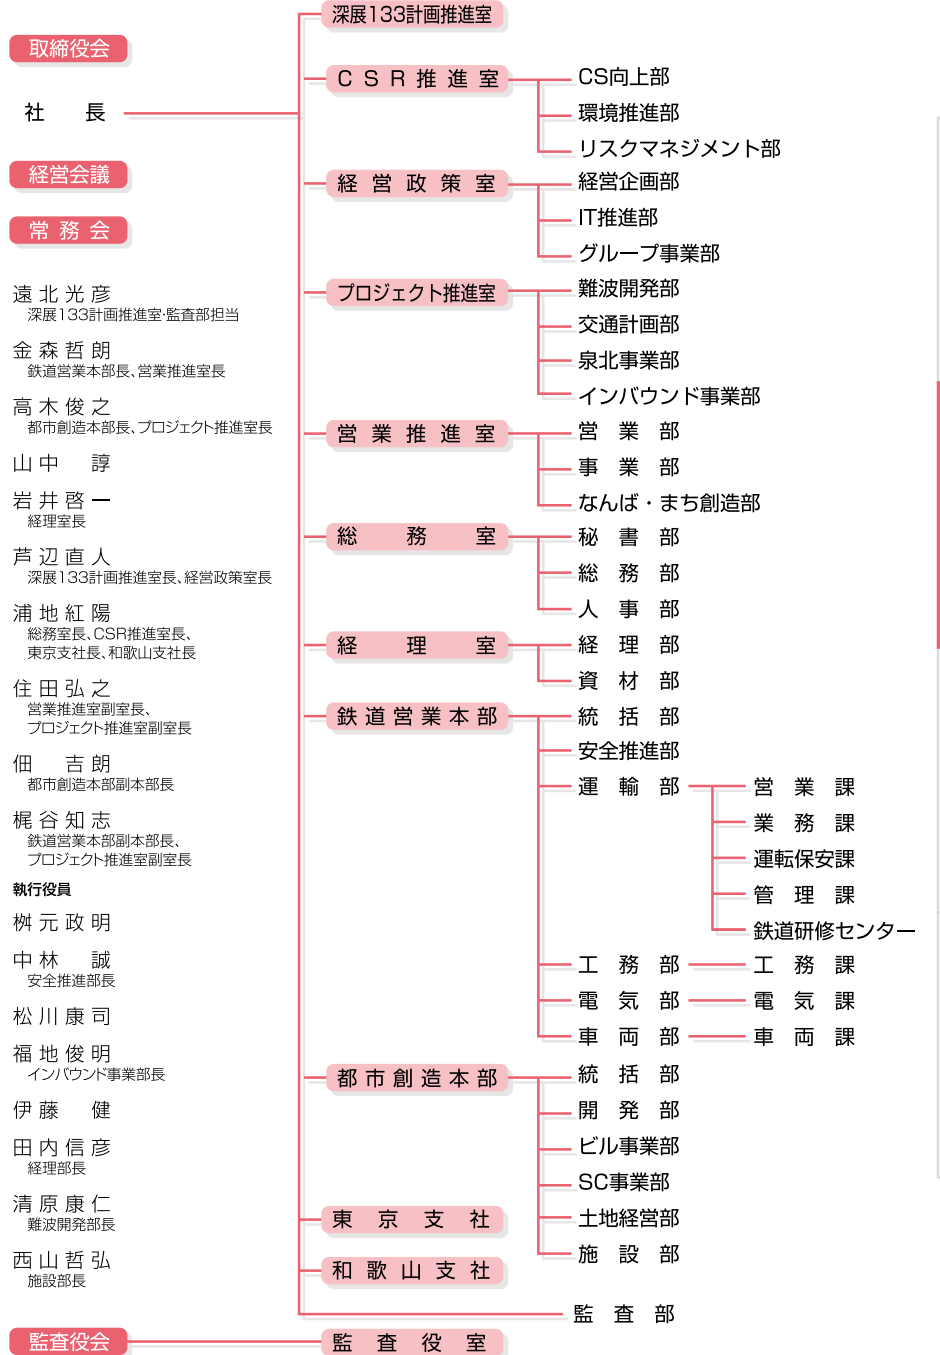 取締役会
社長
経営会議
常務会
遠北光彦
深展133計画推進室・監査部担当
金森哲朗
鉄道営業本部長、営業推進室長
高木俊之
都市創造本部長、プロジェクト推進室長
山中 諄
岩井啓一
経理室長
芦辺直人
深展133計画推進室長、経営政策室長
浦地紅陽
総務室長、CSR推進室長、
東京支社長、和歌山支社長
住田弘之
営業推進室副室長、
プロジェクト推進室副室長
佃 吉朗
都市創造本部副本部長
梶谷知志
鉄道営業本部副本部長、
プロジェクト推進室副室長
執行役員
桝元政明
中林 誠
安全推進部長
松川康司
福地俊明
インバウンド事業部長
伊藤 健
田内信彦
経理部長
清原康仁
難波開発部長
西山哲弘
施設部長
監査役会
深展133計画推進室
CSR推進室
CS向上部
環境推進部
リスクマネジメント部
経営政策室
経営企画部
IT推進部
グループ事業部
プロジェクト推進室
難波開発部
交通計画部
泉北事業部
インバウンド事業部
営業推進室
営業部
事業部
なんば・まち創造部
総務室
秘書部
総務部
人事部
経理室
経理部
資材部
鉄道営業本部
統括部
安全推進部
運輸部
営業課
業務課
運転保安課
管理課
鉄道研修センター
工務部
工務課
電気部
電気課
車両部
車両課
都市創造本部
統括部
開発部
ビル事業部
SC事業部
土地経営部
施設部
東京支社
和歌山支社
監査部
監査役室